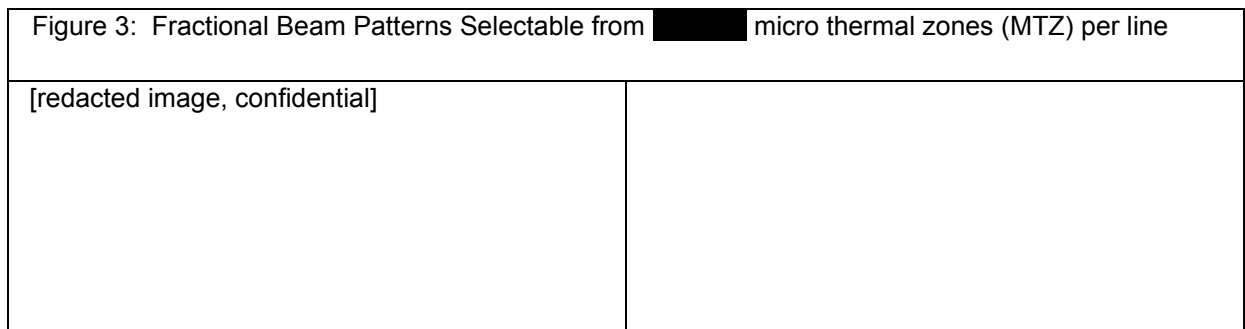 Figure 3: Fractional Beam Patterns Selectable from micro thermal zones (MTZ) per line
[redacted image, confidential]